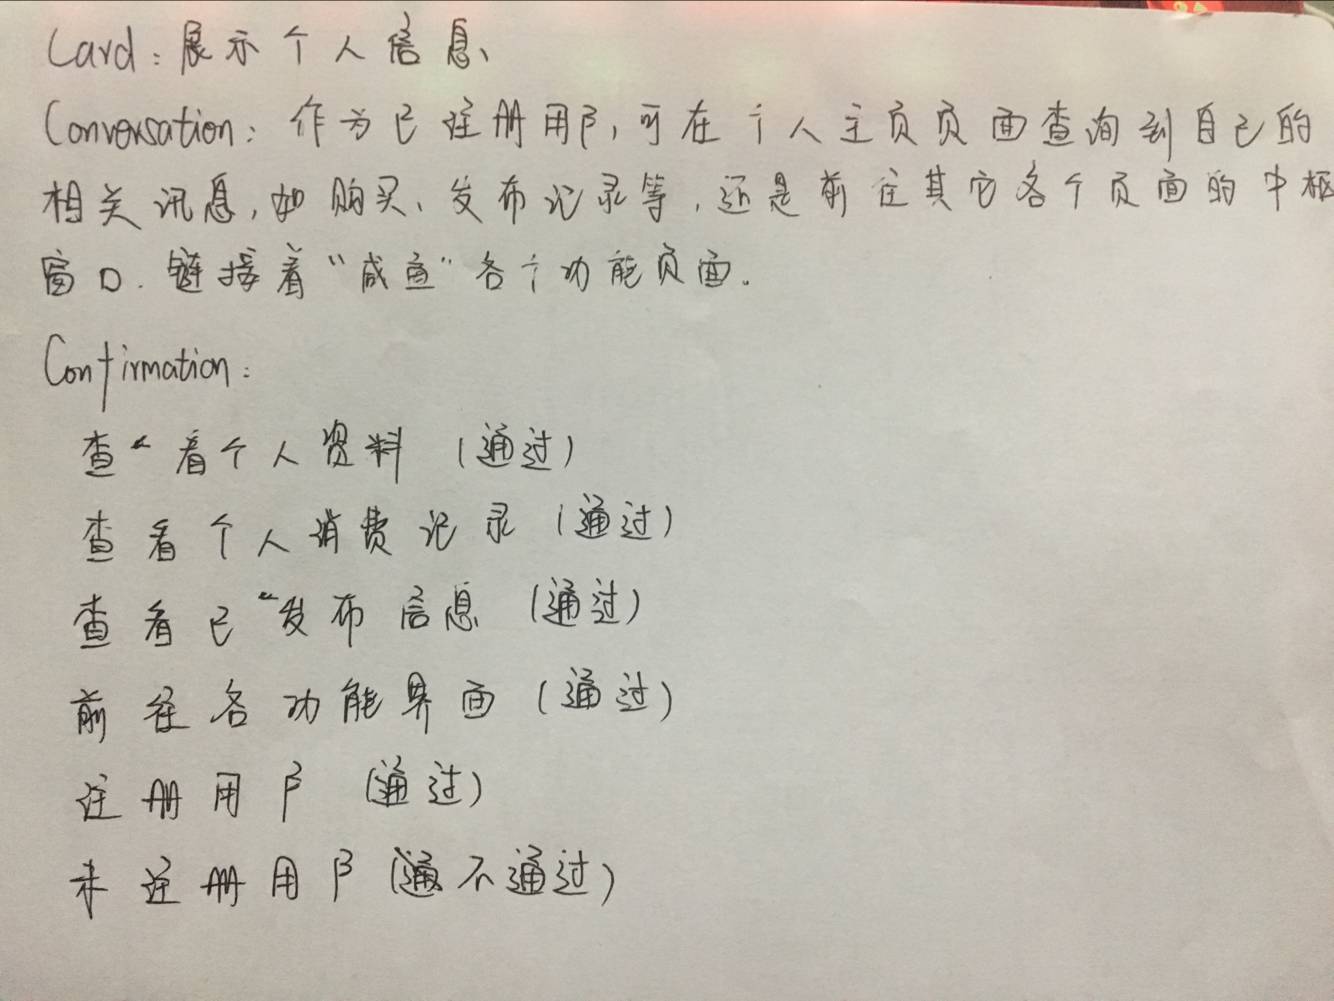 Card：展示个人信息、
Conversation：作为已注册用户，可在个人主页页面查询到自己的
相关讯息，如购买、发布记录等，还是前往其它各个页面的中枢
窗口．链接着"咸鱼"各个功能页面．
Confirmation：
查看个人资料（通过）
查看个人消费记录（通过）
查看已发布信息（通过）
前往各功能界面（通过）
注册用户（通过）
未注册用户（不通过）